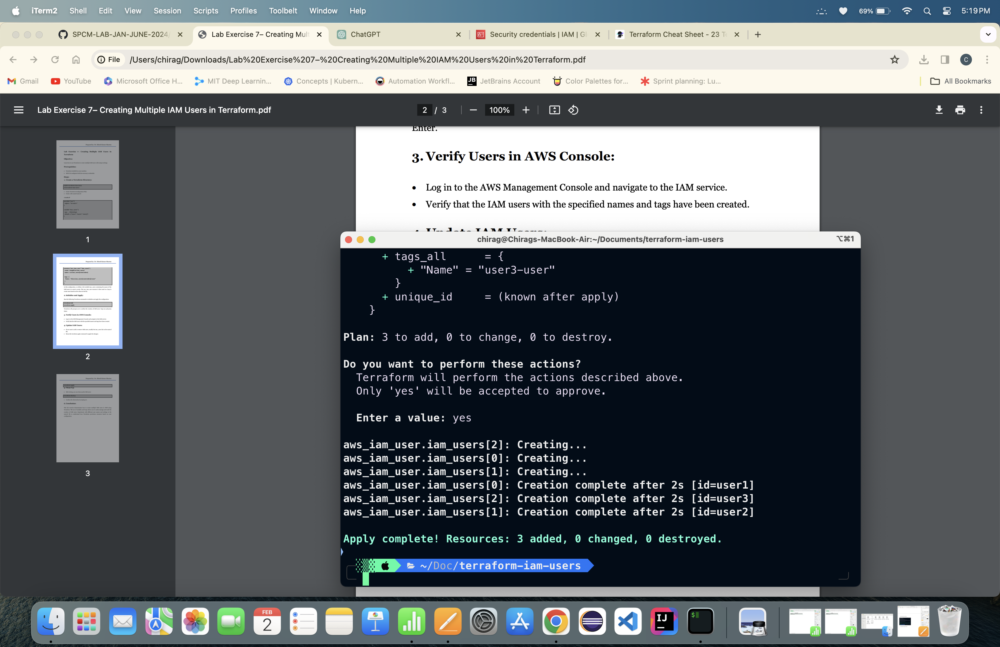 iTerm2 Shell Edit View Session Scripts Profiles Toolbelt Window Help 69% 5:19 PM
SPCM-LAB-JAN-JUNE-2024/ Lab Exercise 7– Creating Mult ChatGPT Security credentials | IAM | Gl Terraform Cheat Sheet - 23 Te
File /Users/chirag/Downloads/Lab%20Exercise%207–%20Creating%20Multiple%20IAM%20Users%20in%20Terraform.pdf C
Gmail YouTube Microsoft Office H... MIT Deep Learnin... Concepts | Kubern... Automation Workfl... JetBrains Account Color Palettes for... Sprint planning: Lu... All Bookmarks
Lab Exercise 7– Creating Multiple IAM Users in Terraform.pdf 2 / 3 100%
1
2
3
Enter.
3. Verify Users in AWS Console:
• Log in to the AWS Management Console and navigate to the IAM service.
• Verify that the IAM users with the specified names and tags have been created.
4. Update IAM Users:
chirag@Chirags-MacBook-Air:~/Documents/terraform-iam-users ⌥⌘1
+ tags_all = {
+ "Name" = "user3-user"
}
+ unique_id = (known after apply)
}
Plan: 3 to add, 0 to change, 0 to destroy.
Do you want to perform these actions?
Terraform will perform the actions described above.
Only 'yes' will be accepted to approve.
Enter a value: yes
aws_iam_user.iam_users[2]: Creating...
aws_iam_user.iam_users[0]: Creating...
aws_iam_user.iam_users[1]: Creating...
aws_iam_user.iam_users[0]: Creation complete after 2s [id=user1]
aws_iam_user.iam_users[2]: Creation complete after 2s [id=user3]
aws_iam_user.iam_users[1]: Creation complete after 2s [id=user2]
Apply complete! Resources: 3 added, 0 changed, 0 destroyed.
~/Doc/terraform-iam-users
FEB
2
IJ
$